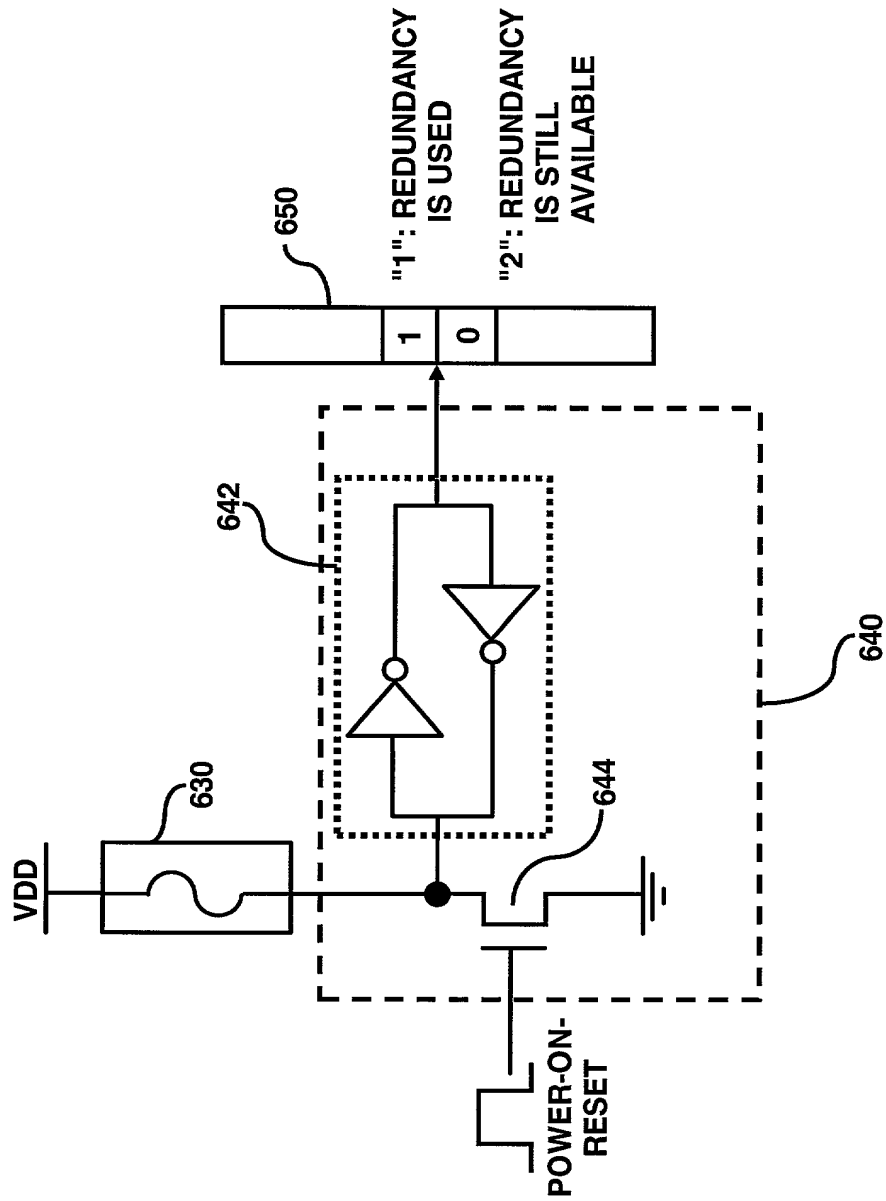 VDD
630
642
650
"1": REDUNDANCY
IS USED
1
0
"2": REDUNDANCY
IS STILL
AVAILABLE
644
640
POWER-ON-
RESET